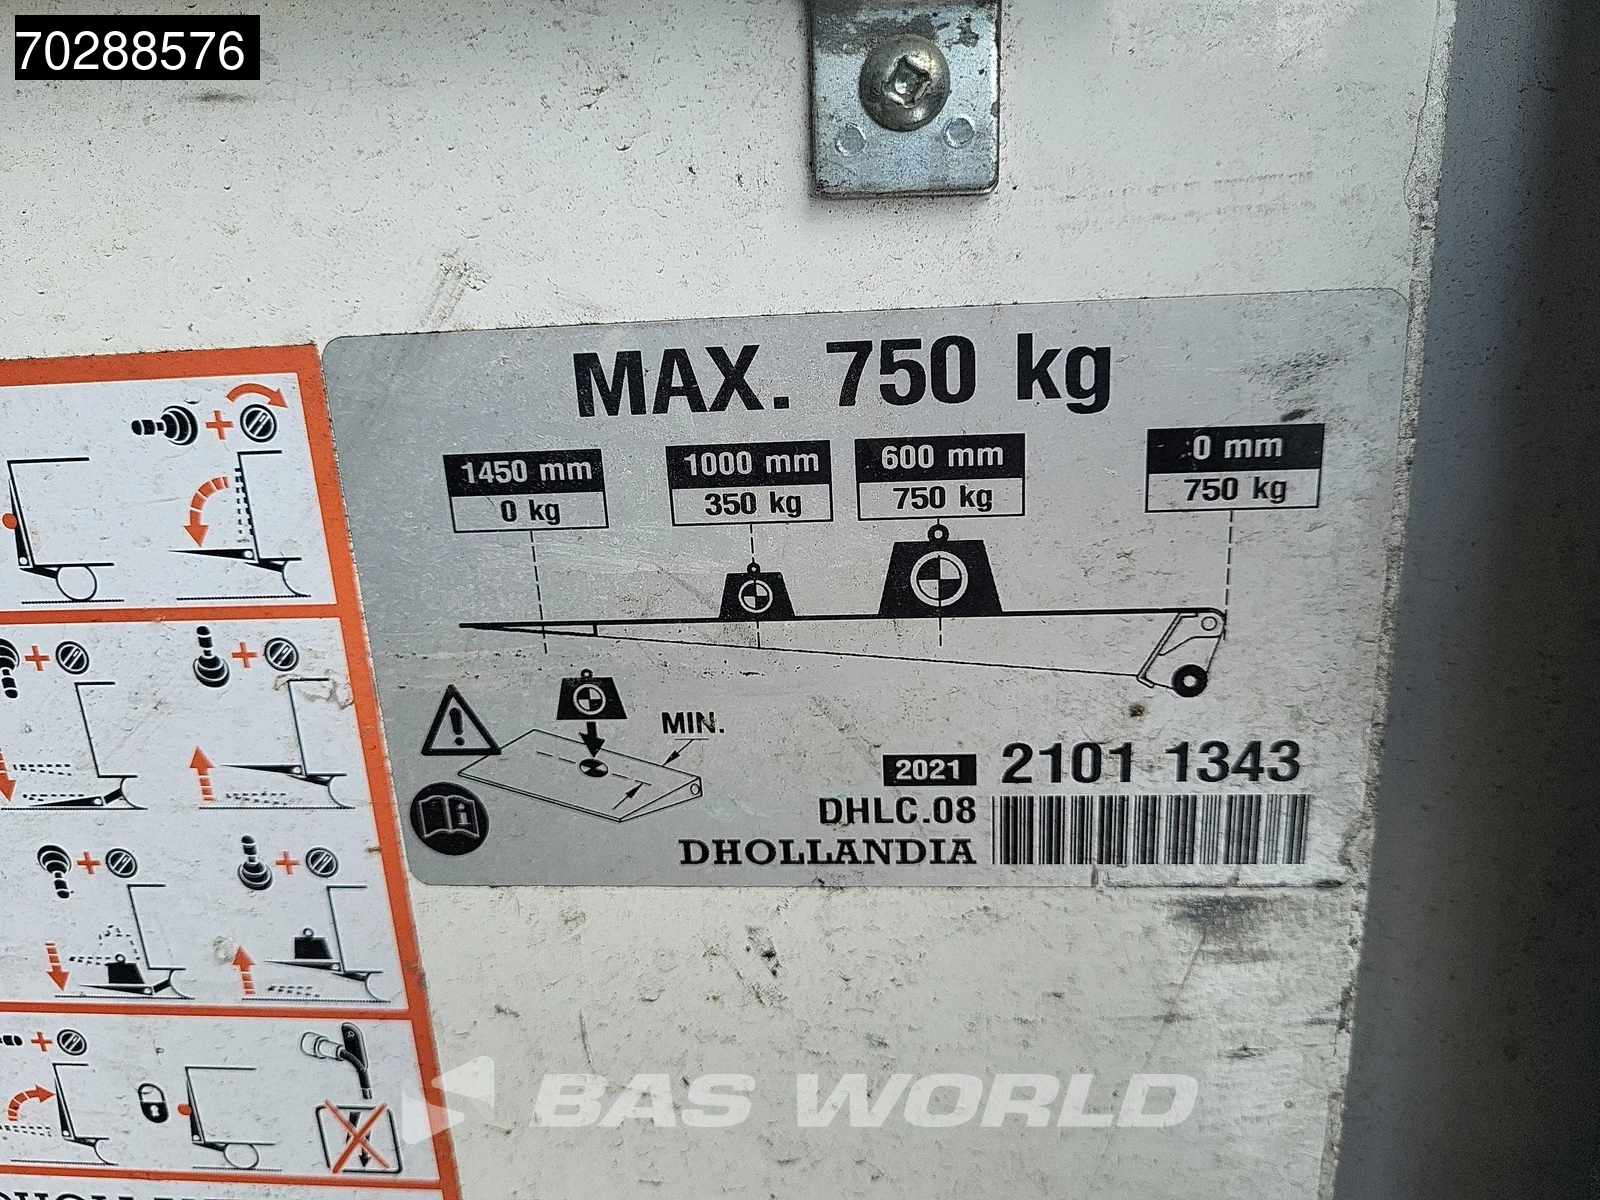 70288576
MAX. 750 kg
1450 mm 1000 mm 600 mm 0 mm
0 kg 350 kg 750 kg 750 kg
MIN.
2021 2101 1343
DHLC.08
DHOLLANDIA
BAS WORLD